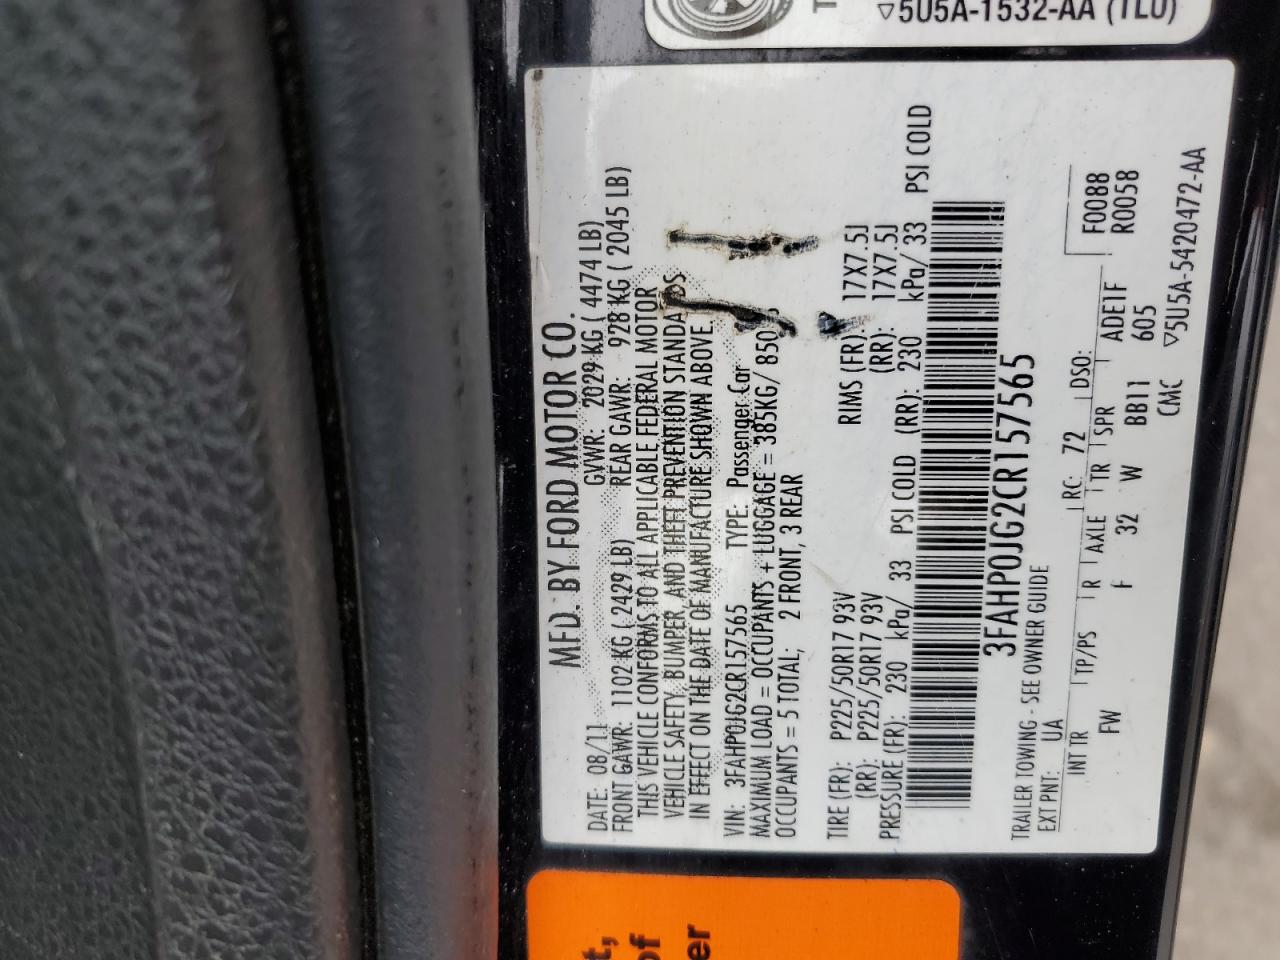 5U5A-1532-AA (TLU)
MFD. BY FORD MOTOR CO.
DATE: 08/11 GVWR: 2029 KG ( 4474 LB)
FRONT GAWR: 1102 KG ( 2429 LB) REAR GAWR: 928 KG ( 2045 LB)
THIS VEHICLE CONFORMS TO ALL APPLICABLE FEDERAL MOTOR
VEHICLE SAFETY, BUMPER, AND THEFT PREVENTION STANDARDS
IN EFFECT ON THE DATE OF MANUFACTURE SHOWN ABOVE.
VIN: 3FAHP0JG2CR157565 TYPE: Passenger Car
MAXIMUM LOAD = OCCUPANTS + LUGGAGE = 385KG/ 850
OCCUPANTS = 5 TOTAL; 2 FRONT, 3 REAR
TIRE (FR): P225/50R17 93V RIMS (FR): 17X7.5J
(RR): P225/50R17 93V (RR): 17X7.5J
PRESSURE (FR): 230 kPa/ 33 PSI COLD (RR): 230 kPa/ 33 PSI COLD
3FAHP0JG2CR157565
TRAILER TOWING - SEE OWNER GUIDE
F0088
R0058
EXT PNT: UA RC: 72 DSO:
INT TR TP/PS R AXLE TR SPR ADE1F
FW F 32 W BB11 605
CMC
▽5U5A-5420472-AA
t,
of
er